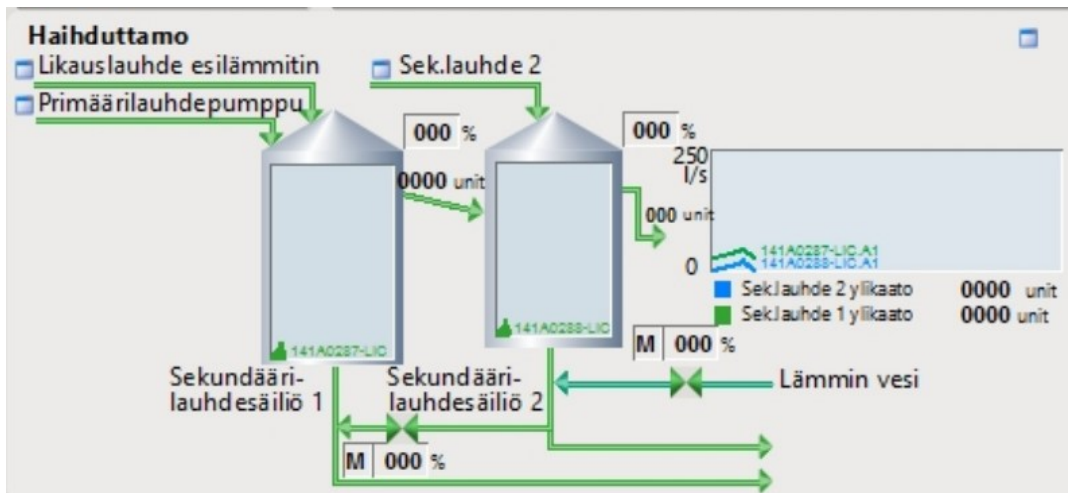 Haihduttamo
Likauslauhde esilämmitin
Sek.lauhde 2
Primäärilauhdepumppu
000 %
000 %
250
l/s
0000 unit
000 unit
0
141A0287-LIC.A1
141A0288-LIC.A1
Sek.lauhde 2 ylikaato 0000 unit
Sek.lauhde 1 ylikaato 0000 unit
141A0287-LIC
141A0288-LIC
M 000 %
Sekundääri-
lauhdesäiliö 1
Sekundääri-
lauhdesäiliö 2
Lämmin vesi
M 000 %